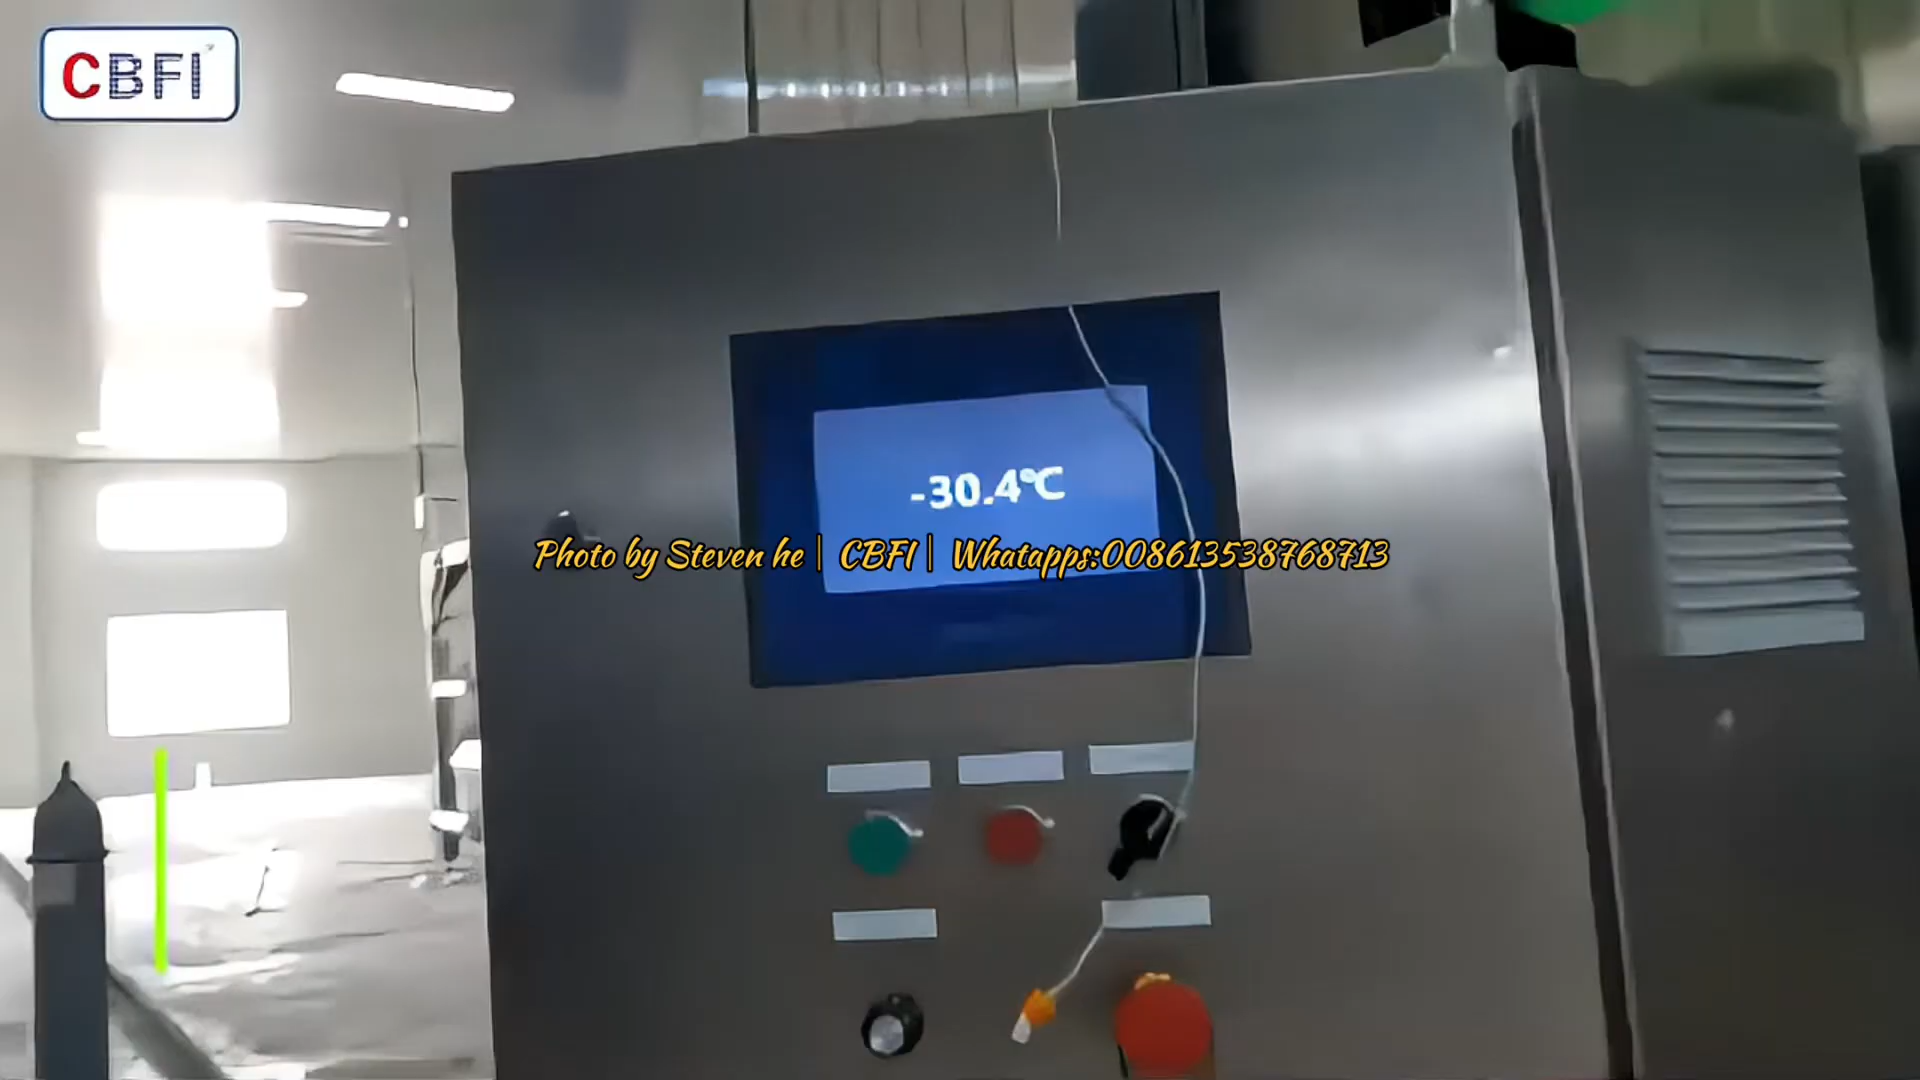 CBFI
-30.4℃
Photo by Steven he | CBFI | Whatapps:008613538768713